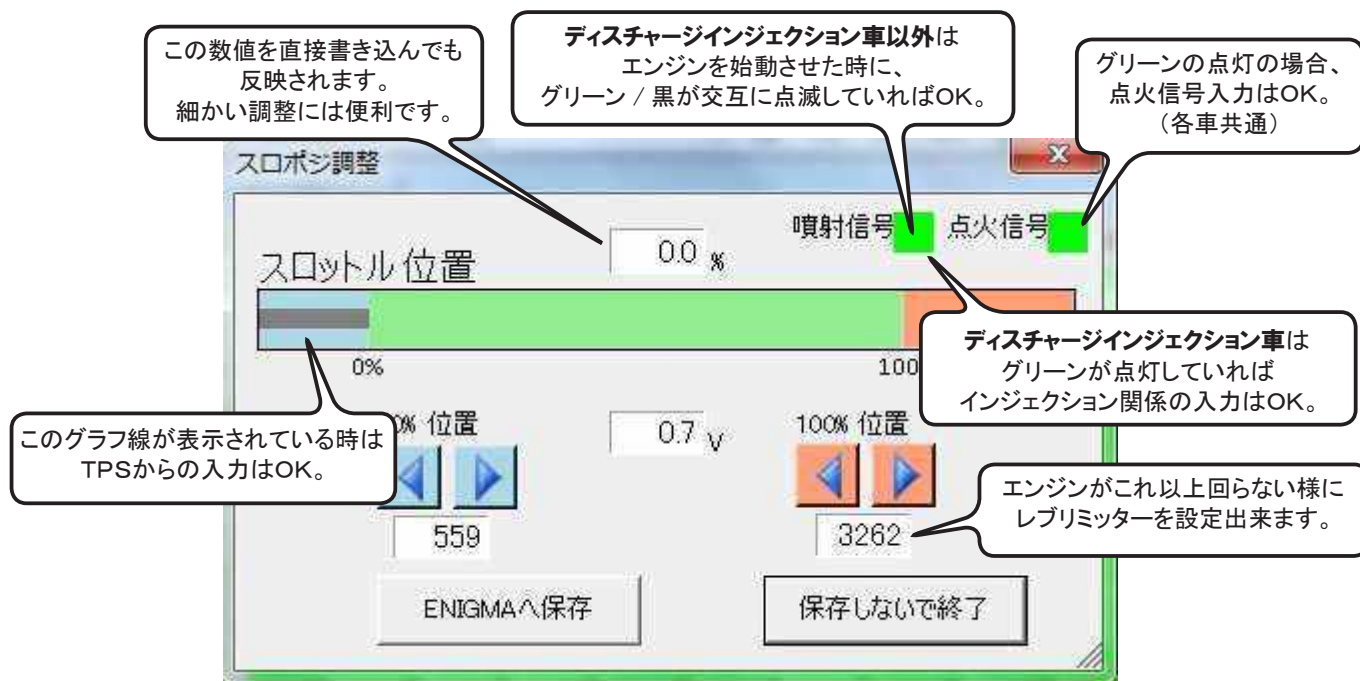 この数値を直接書き込んでも
反映されます。
細かい調整には便利です。
ディスチャージインジェクション車以外は
エンジンを始動させた時に、
グリーン / 黒が交互に点滅していればOK。
グリーンの点灯の場合、
点火信号入力はOK。
(各車共通)
スロポジ調整
噴射信号
点火信号
スロットル位置
0.0 %
0%
100
ディスチャージインジェクション車は
グリーンが点灯していれば
インジェクション関係の入力はOK。
このグラフ線が表示されている時は
TPSからの入力はOK。
% 位置
0.7 V
100% 位置
エンジンがこれ以上回らない様に
レブリミッターを設定出来ます。
559
3262
ENIGMAへ保存
保存しないで終了